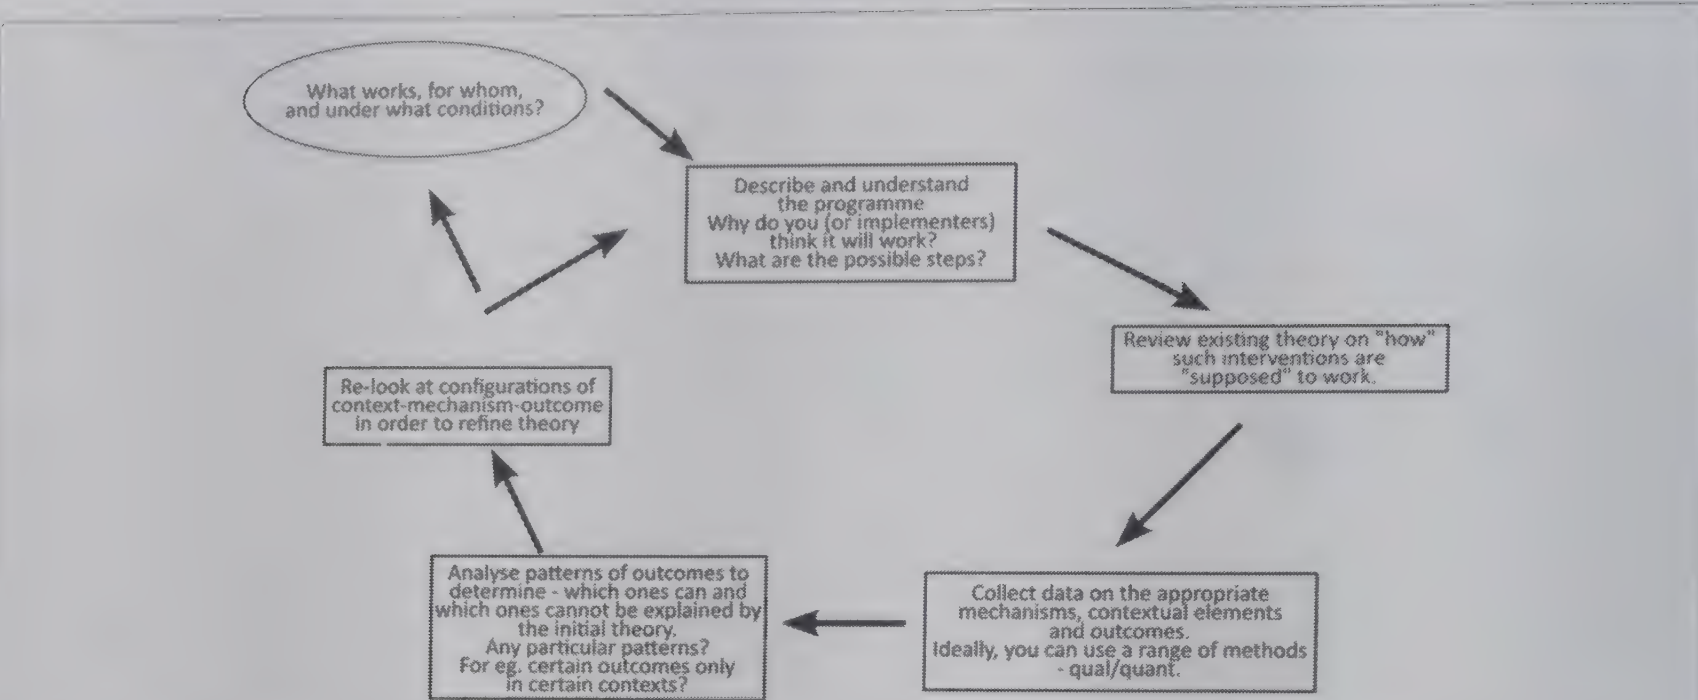 What works, for whom,
and under what conditions?
Describe and understand
the programme
Why do you (or implementers)
think it will work?
What are the possible steps?
Review existing theory on "how"
such interventions are
"supposed" to work.
Collect data on the appropriate
mechanisms, contextual elements
and outcomes.
Ideally, you can use a range of methods
- qual/quant.
Analyse patterns of outcomes to
determine - which ones can and
which ones cannot be explained by
the initial theory.
Any particular patterns?
For eg. certain outcomes only
in certain contexts?
Re-look at configurations of
context-mechanism-outcome
in order to refine theory